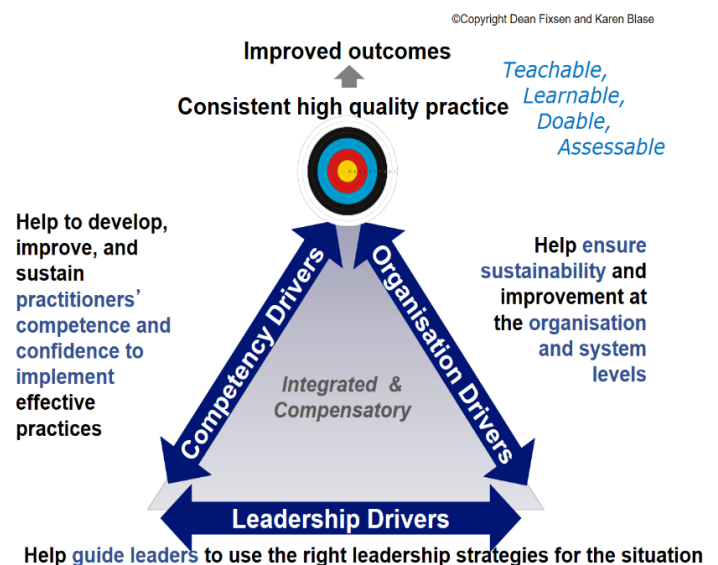 ©Copyright Dean Fixsen and Karen Blase
Improved outcomes
Consistent high quality practice
Teachable,
Learnable,
Doable,
Assessable
Help to develop,
improve, and
sustain
practitioners’
competence and
confidence to
implement
effective
practices
Competency Drivers
Integrated &
Compensatory
Organisation Drivers
Help ensure
sustainability and
improvement at
the organisation
and system
levels
Leadership Drivers
Help guide leaders to use the right leadership strategies for the situation